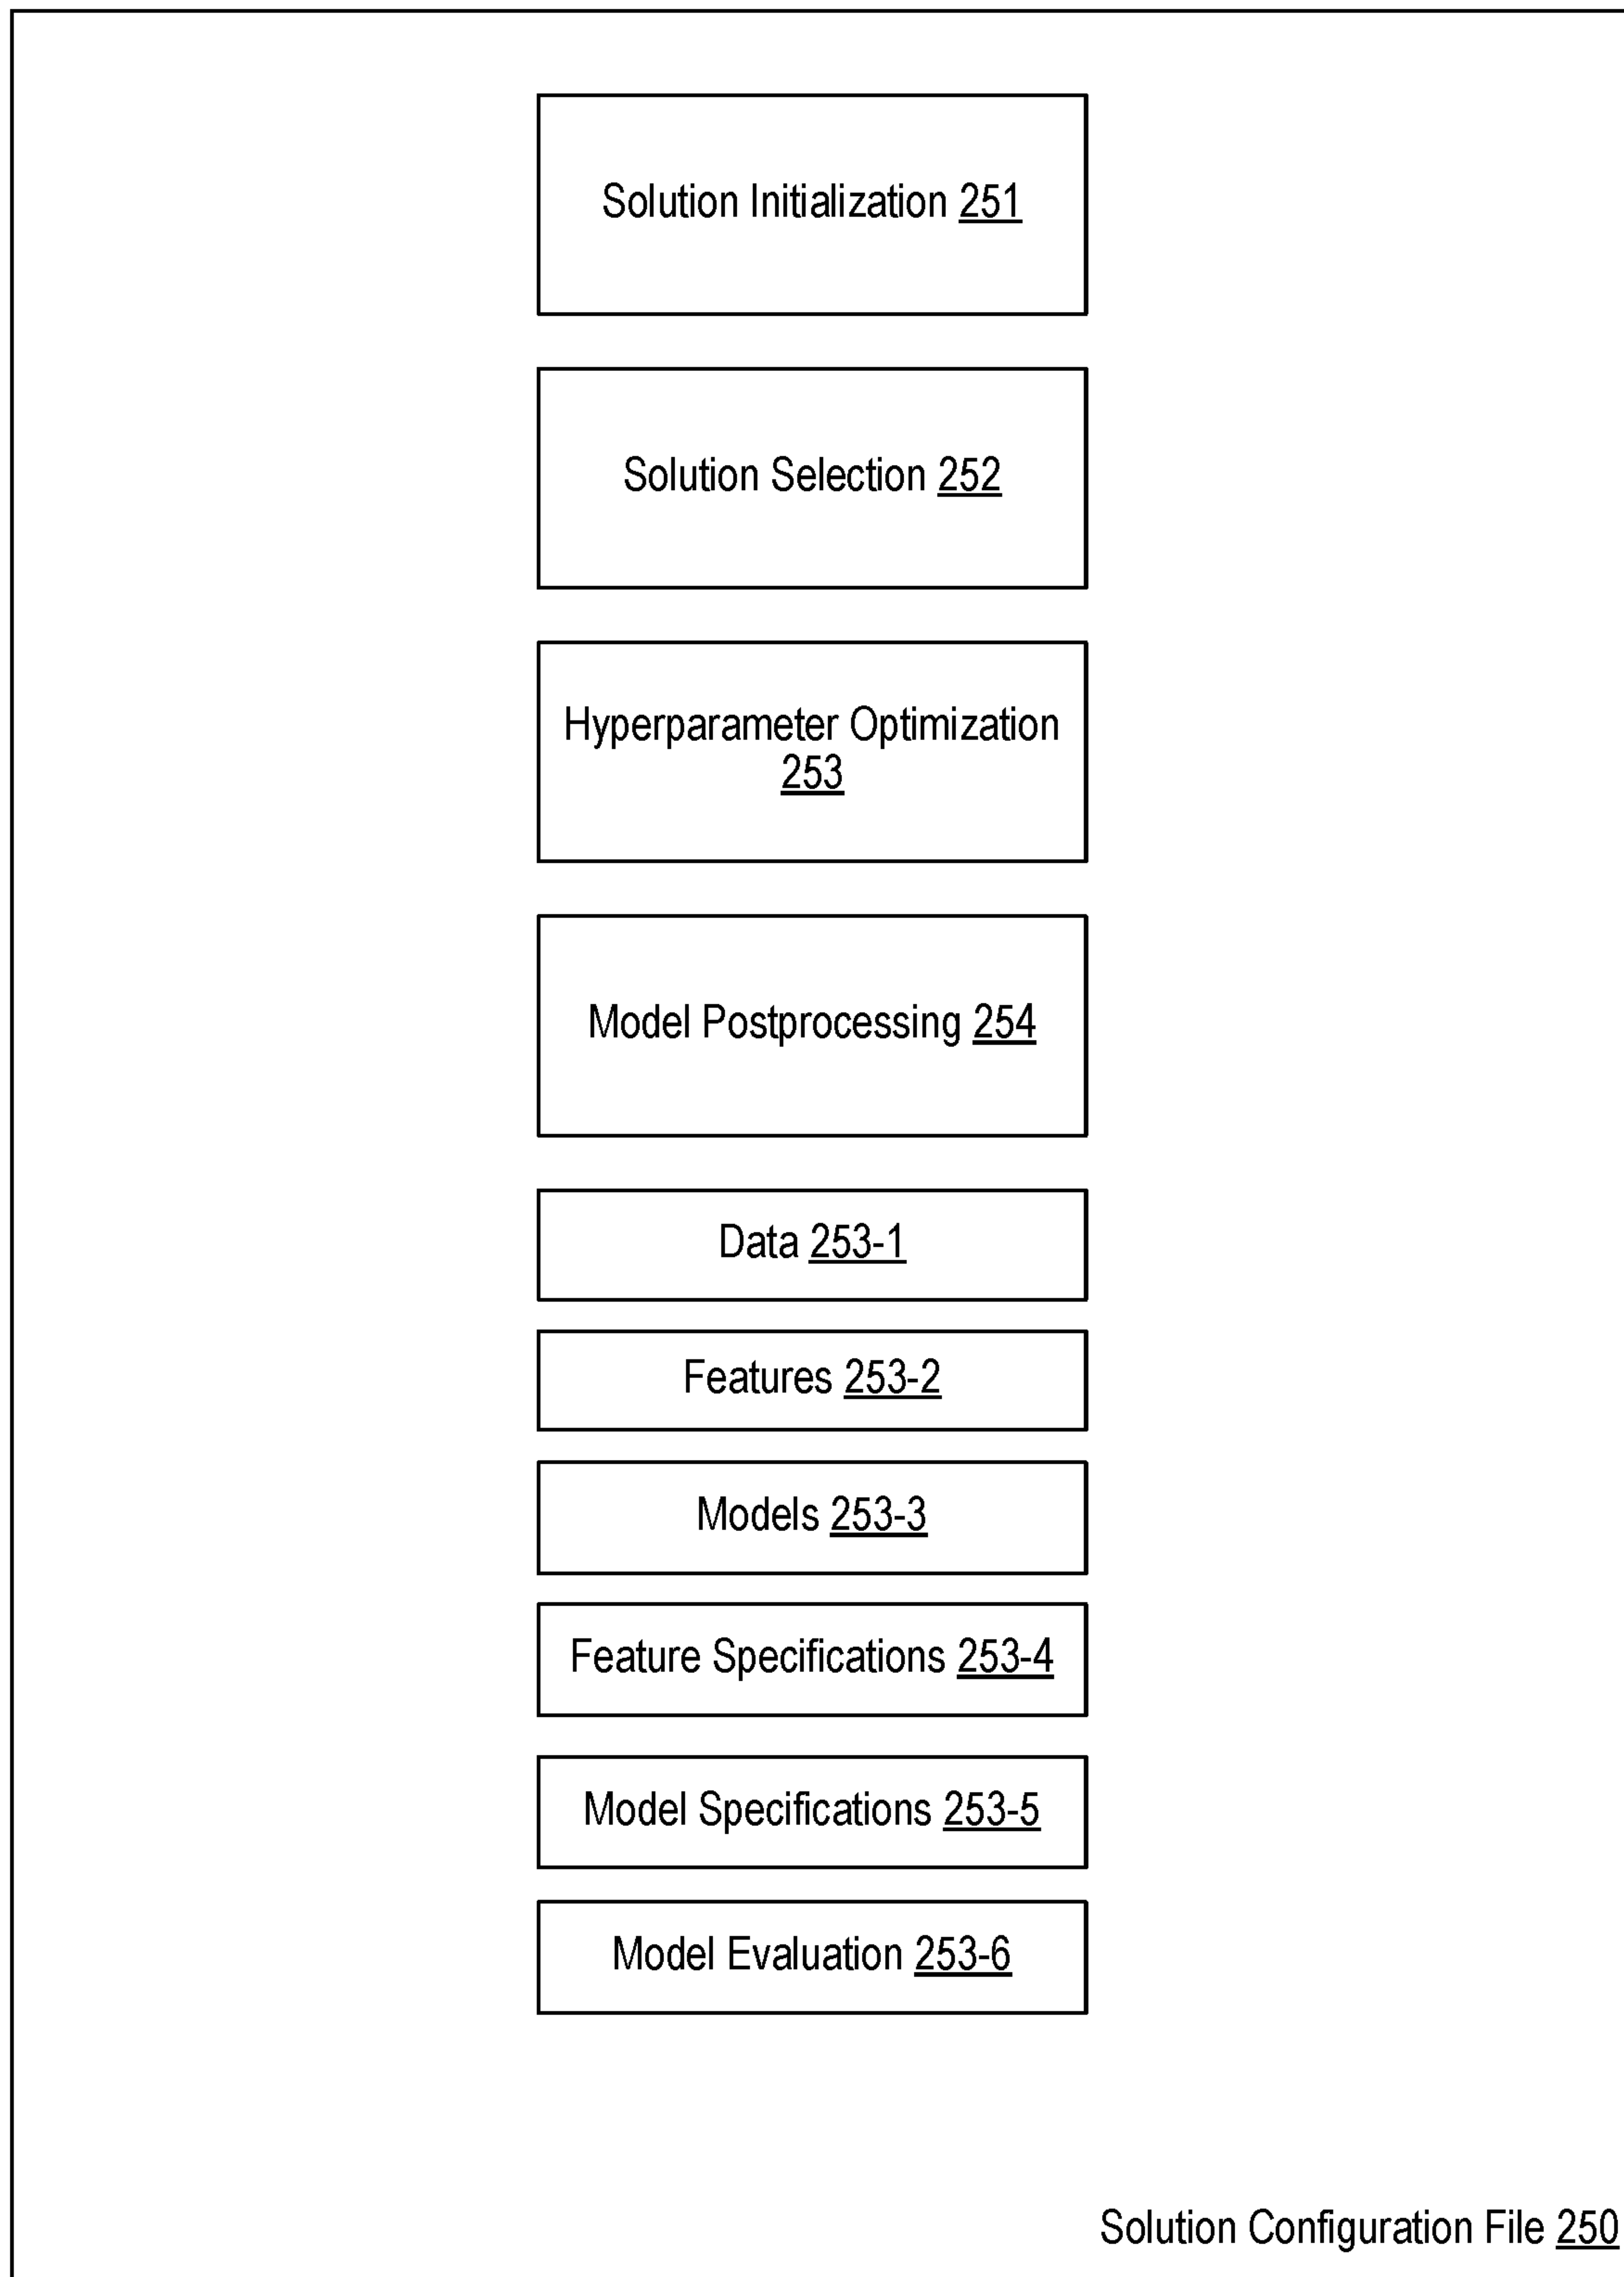 Solution Initialization 251
Solution Selection 252
Hyperparameter Optimization
253
Model Postprocessing 254
Data 253-1
Features 253-2
Models 253-3
Feature Specifications 253-4
Model Specifications 253-5
Model Evaluation 253-6
Solution Configuration File 250